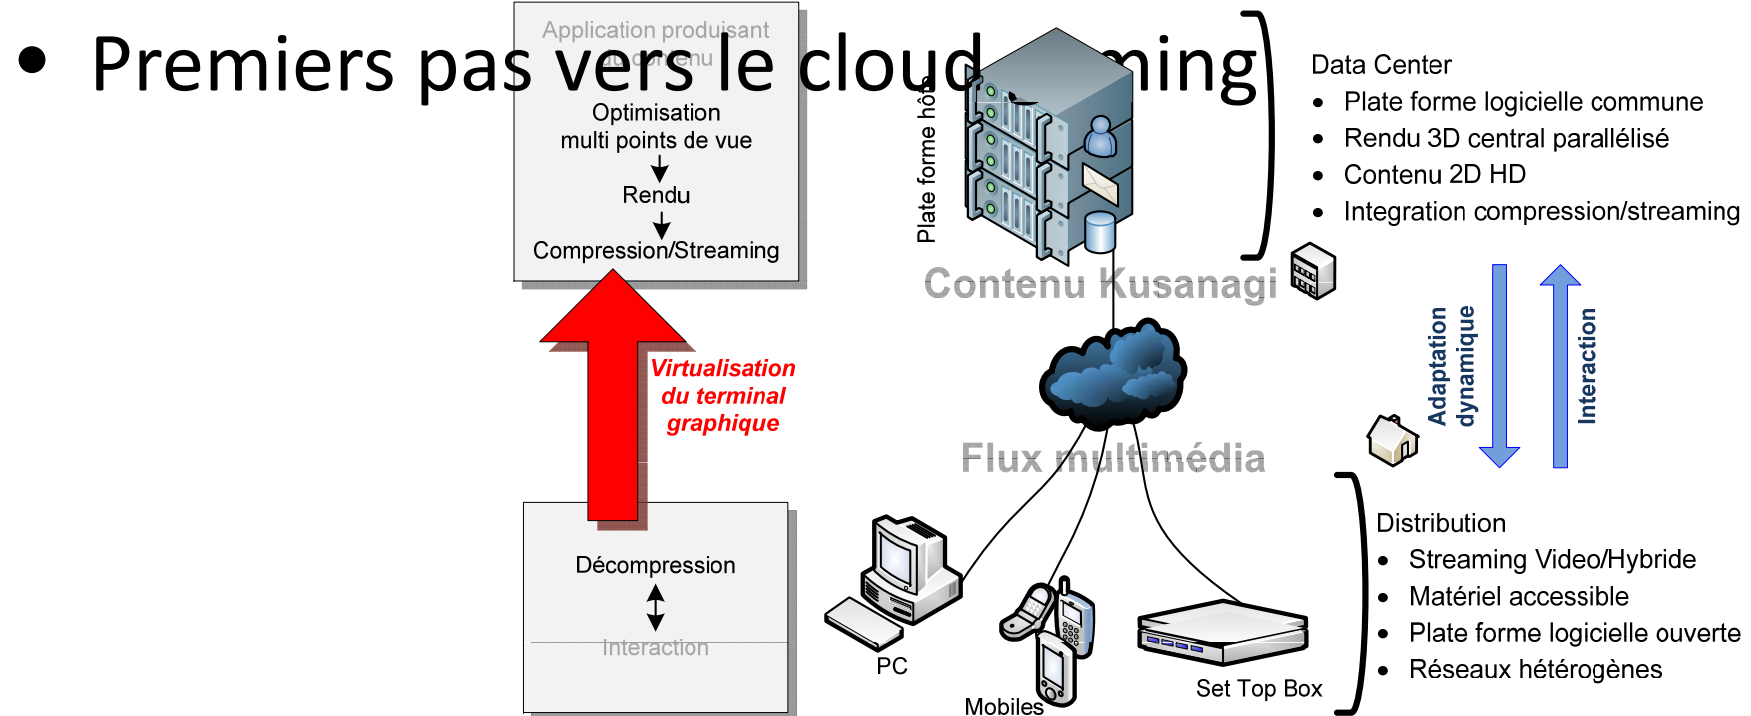 • Premiers pas vers le cloud
Application produisant
du contenu
Optimisation
multi points de vue
Rendu
Compression/Streaming
Virtualisation
du terminal
graphique
Décompression
Interaction
Plate forme hôte
Contenu Kusanagi
Flux multimédia
PC
Mobiles
Set Top Box
Data Center
• Plate forme logicielle commune
• Rendu 3D central parallélisé
• Contenu 2D HD
• Integration compression/streaming
Adaptation
dynamique
Interaction
Distribution
• Streaming Video/Hybride
• Matériel accessible
• Plate forme logicielle ouverte
• Réseaux hétérogènes